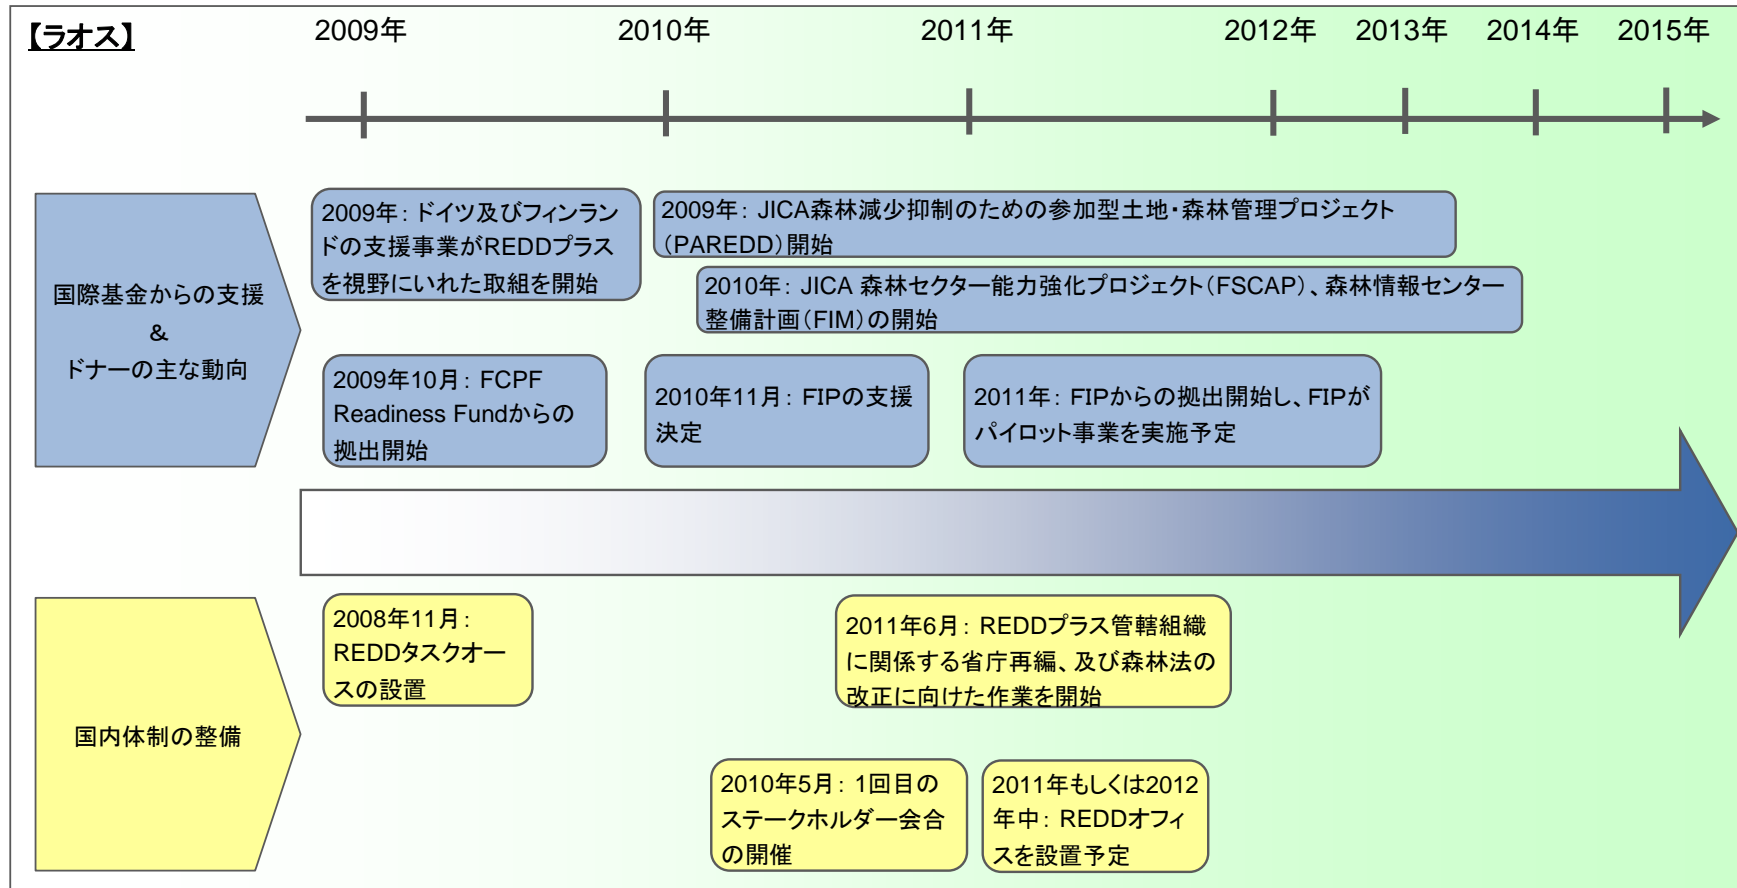 【ラオス】
2009年 2010年 2011年 2012年 2013年 2014年 2015年
国際基金からの支援
&
ドナーの主な動向
2009年： ドイツ及びフィンラン
ドの支援事業がREDDプラス
を視野にいれた取組を開始
2009年： JICA森林減少抑制のための参加型土地・森林管理プロジェクト
（PAREDD）開始
2010年： JICA 森林セクター能力強化プロジェクト（FSCAP）、森林情報センター
整備計画（FIM）の開始
2009年10月： FCPF
Readiness Fundからの
拠出開始
2010年11月： FIPの支援
決定
2011年： FIPからの拠出開始し、FIPが
パイロット事業を実施予定
国内体制の整備
2008年11月：
REDDタスクオー
スの設置
2011年6月： REDDプラス管轄組織
に関係する省庁再編、及び森林法の
改正に向けた作業を開始
2010年5月： 1回目の
ステークホルダー会合
の開催
2011年もしくは2012
年中： REDDオフィ
スを設置予定